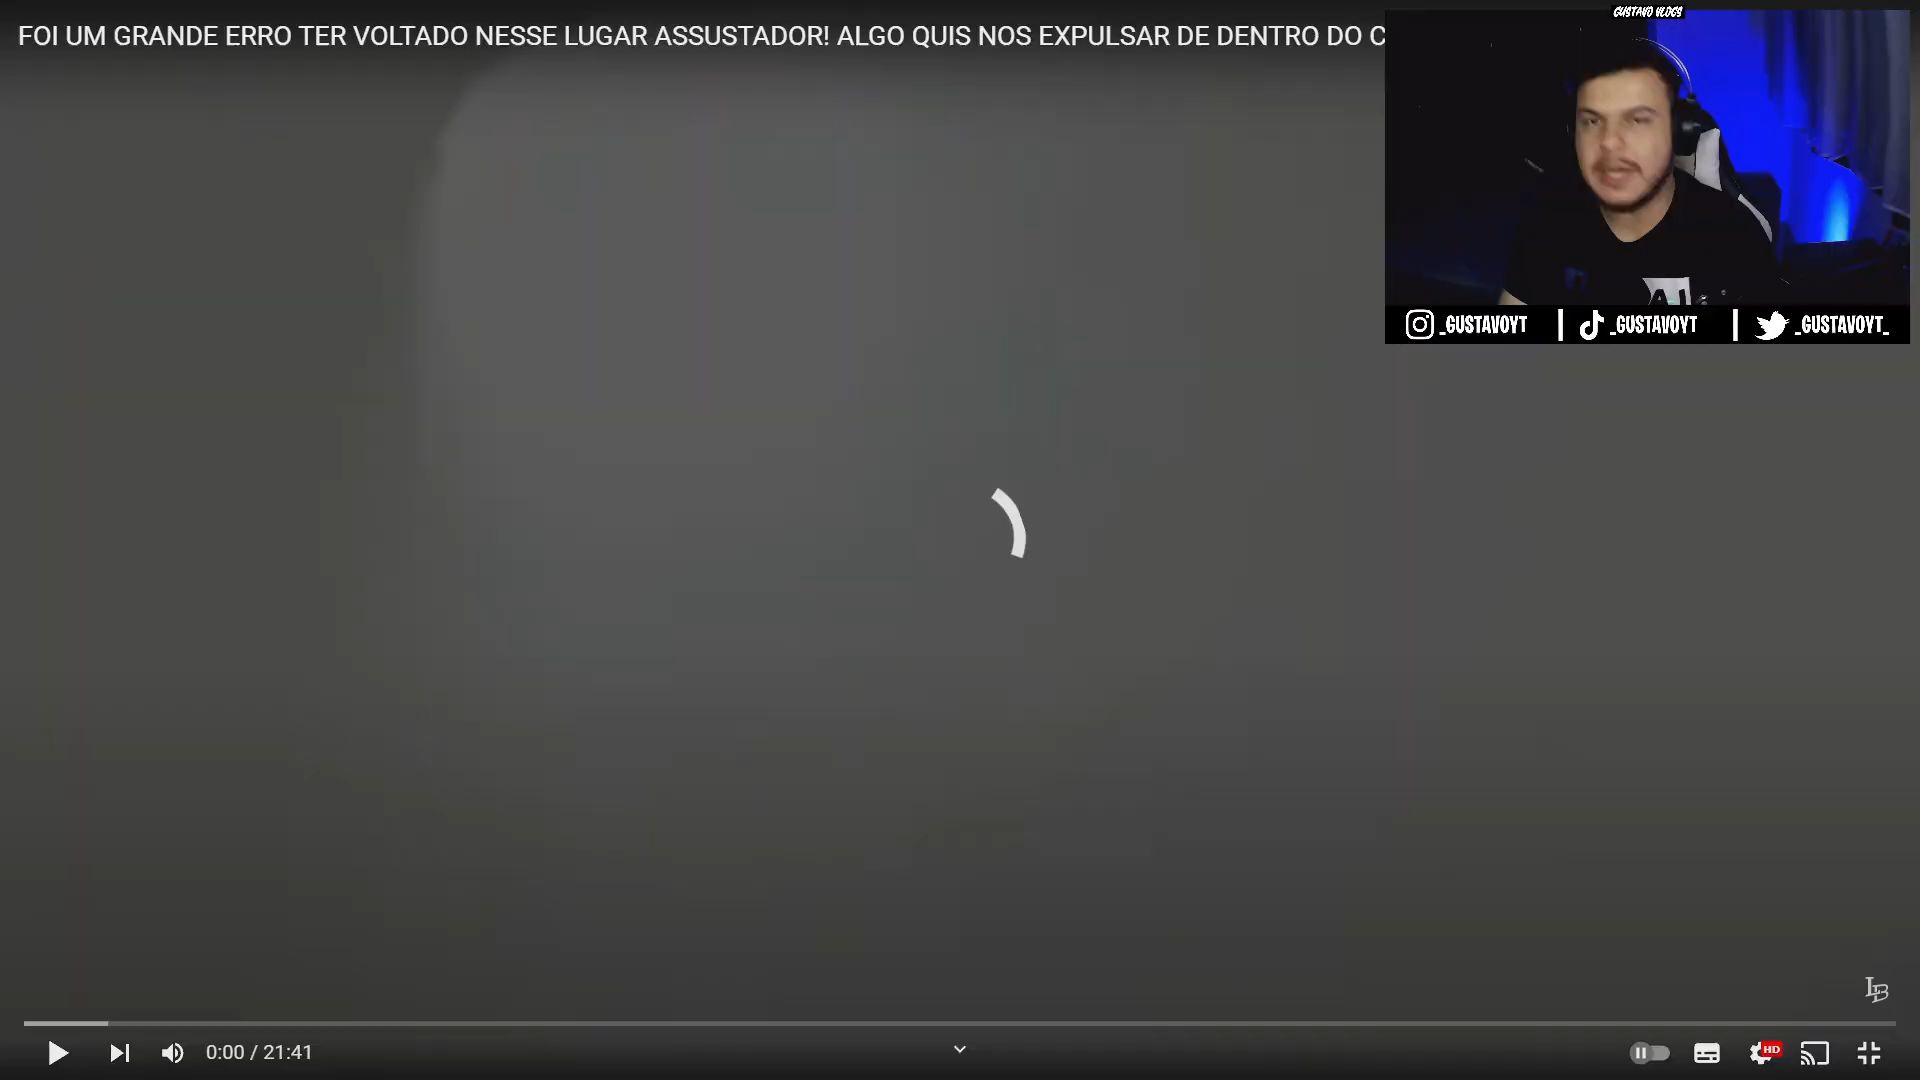 FOI UM GRANDE ERRO TER VOLTADO NESSE LUGAR ASSUSTADOR! ALGO QUIS NOS EXPULSAR DE DENTRO DO C
GUSTAVO VLOGS
_GUSTAVOYT | _GUSTAVOYT | _GUSTAVOYT_
LB
0:00 / 21:41
HD